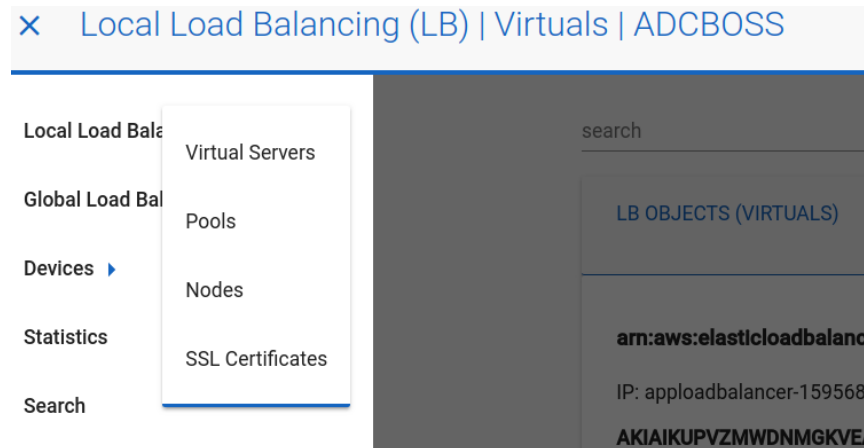 × Local Load Balancing (LB) | Virtuals | ADCBOSS
Local Load Bala
Global Load Bal
Devices
Statistics
Search
Virtual Servers
Pools
Nodes
SSL Certificates
search
LB OBJECTS (VIRTUALS)
arn:aws:elasticloadbalanc
IP: apploadbalancer-159568
AKIAIKUPVZMWDNMGKVE